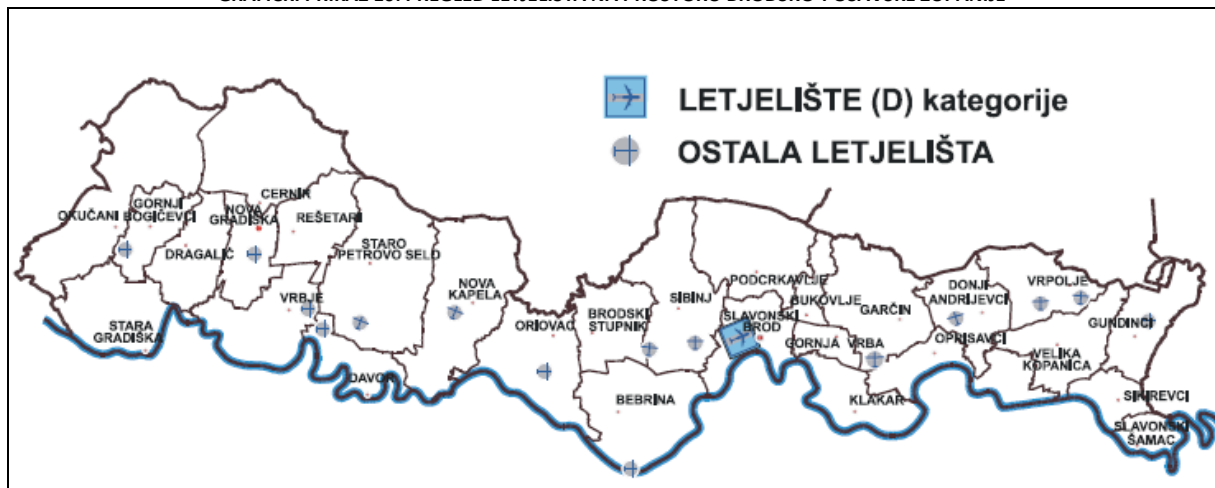 LETJELIŠTE (D) kategorije
OSTALA LETJELIŠTA
CERNIK
GORNJI
BOGIĆEVCI
OKUČANI
NOVA
GRADIŠKA
REŠETARI
DRAGALIĆ
STARO
PETROVO SELO
VRBJE
STARA
GRADIŠKA
DAVOR
NOVA
KAPELA
ORIOVAC
BRODSKI
STUPNIK
SIBINJ
BEBRINA
PODCRKAVLJE
BUKOVLJE
SLAVONSKI
BROD
GORNJA VRBA
GARČIN
KLAKAR
DONJI
ANDRIJEVCI
OPRISAVCI
VRPOLJE
VELIKA
KOPANICA
GUNDINCI
SIKIREVCI
SLAVONSKI
ŠAMAC